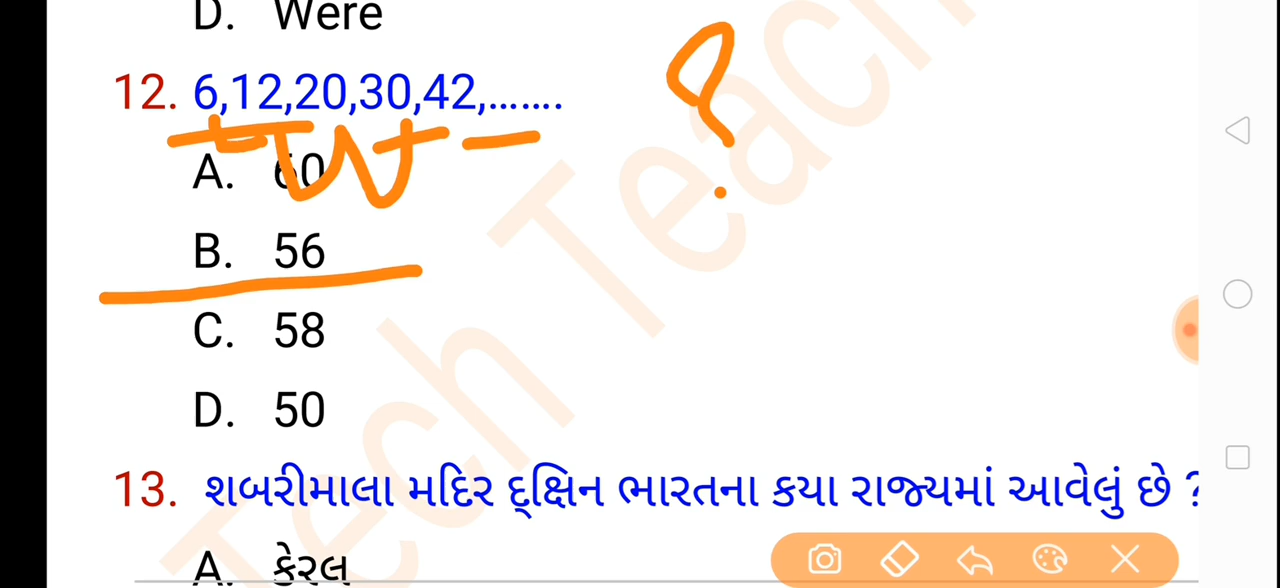 D. Were
12. 6,12,20,30,42,.......
A. 60
B. 56
C. 58
D. 50
13. શબરીમાલા મદિર દ્ક્ષિન ભારતના કયા રાજ્યમાં આવેલું છે ?
A. કેરલ
Tech Teach